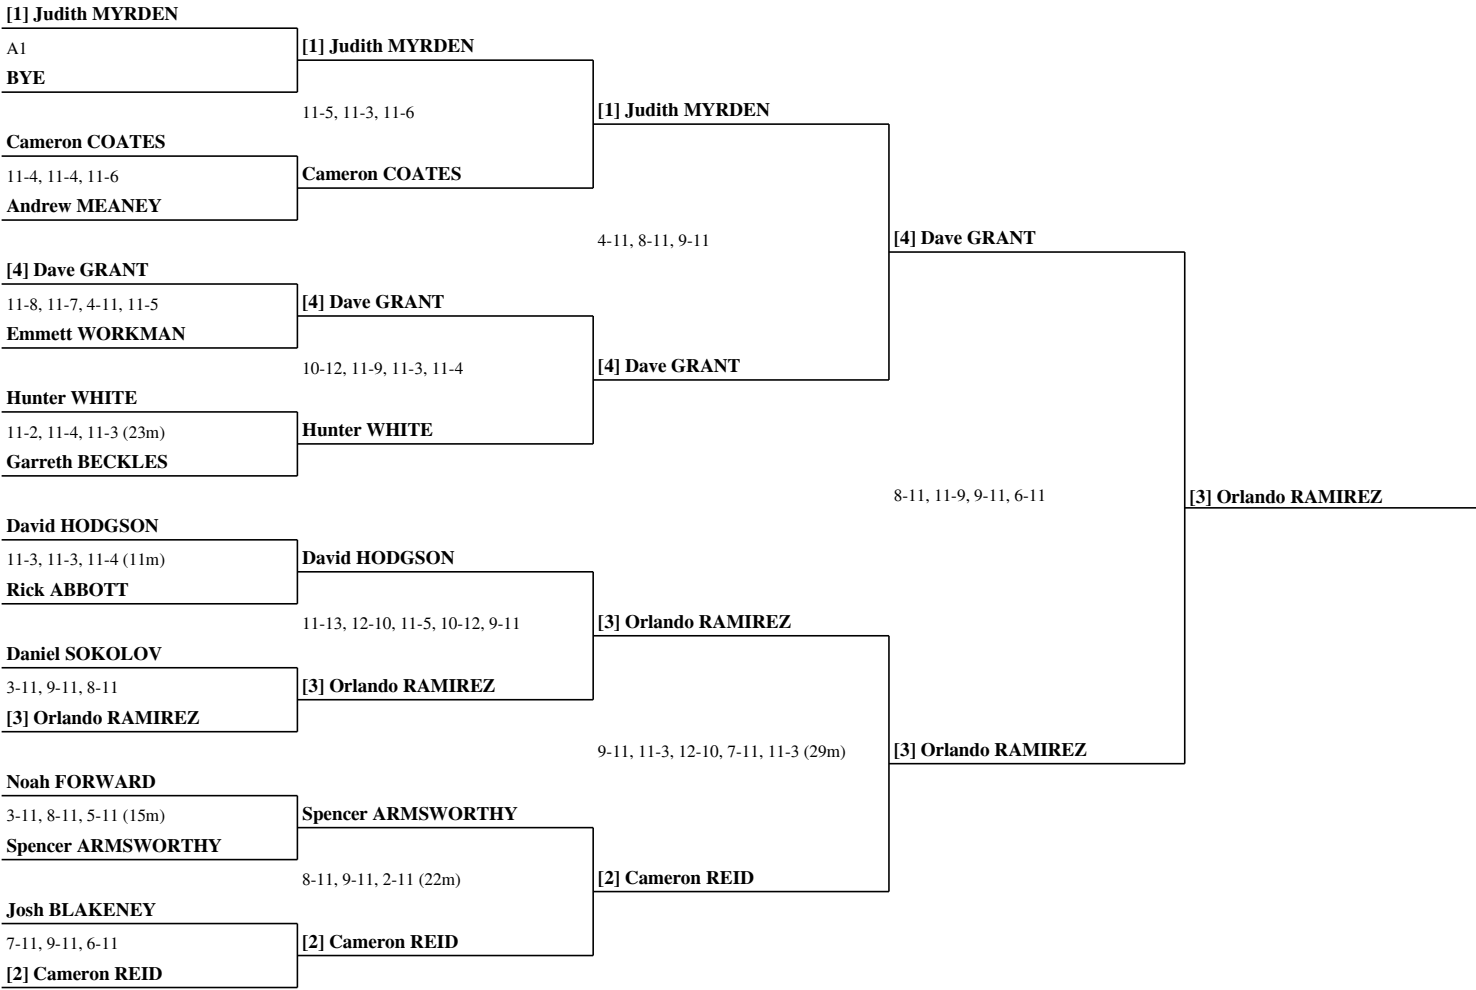 [1] Judith MYRDEN
A1
BYE
Cameron COATES
11-4, 11-4, 11-6
Andrew MEANEY
[4] Dave GRANT
11-8, 11-7, 4-11, 11-5
Emmett WORKMAN
Hunter WHITE
11-2, 11-4, 11-3 (23m)
Garreth BECKLES
David HODGSON
11-3, 11-3, 11-4 (11m)
Rick ABBOTT
Daniel SOKOLOV
3-11, 9-11, 8-11
[3] Orlando RAMIREZ
Noah FORWARD
3-11, 8-11, 5-11 (15m)
Spencer ARMSWORTHY
Josh BLAKENEY
7-11, 9-11, 6-11
[2] Cameron REID
[1] Judith MYRDEN
11-5, 11-3, 11-6
Cameron COATES
[4] Dave GRANT
10-12, 11-9, 11-3, 11-4
Hunter WHITE
David HODGSON
11-13, 12-10, 11-5, 10-12, 9-11
[3] Orlando RAMIREZ
Spencer ARMSWORTHY
8-11, 9-11, 2-11 (22m)
[2] Cameron REID
[1] Judith MYRDEN
4-11, 8-11, 9-11
[4] Dave GRANT
[3] Orlando RAMIREZ
9-11, 11-3, 12-10, 7-11, 11-3 (29m)
[2] Cameron REID
[4] Dave GRANT
8-11, 11-9, 9-11, 6-11
[3] Orlando RAMIREZ
[3] Orlando RAMIREZ